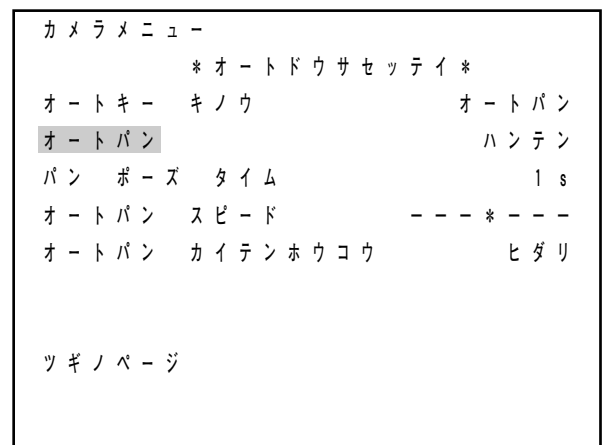 カメラメニュー
*オートドウサセッテイ*
オートキー キノウ オートパン
オートパン ハンテン
パン ポーズ タイム 1s
オートパン スピード ---*---
オートパン カイテンホウコウ ヒダリ
ツギノページ